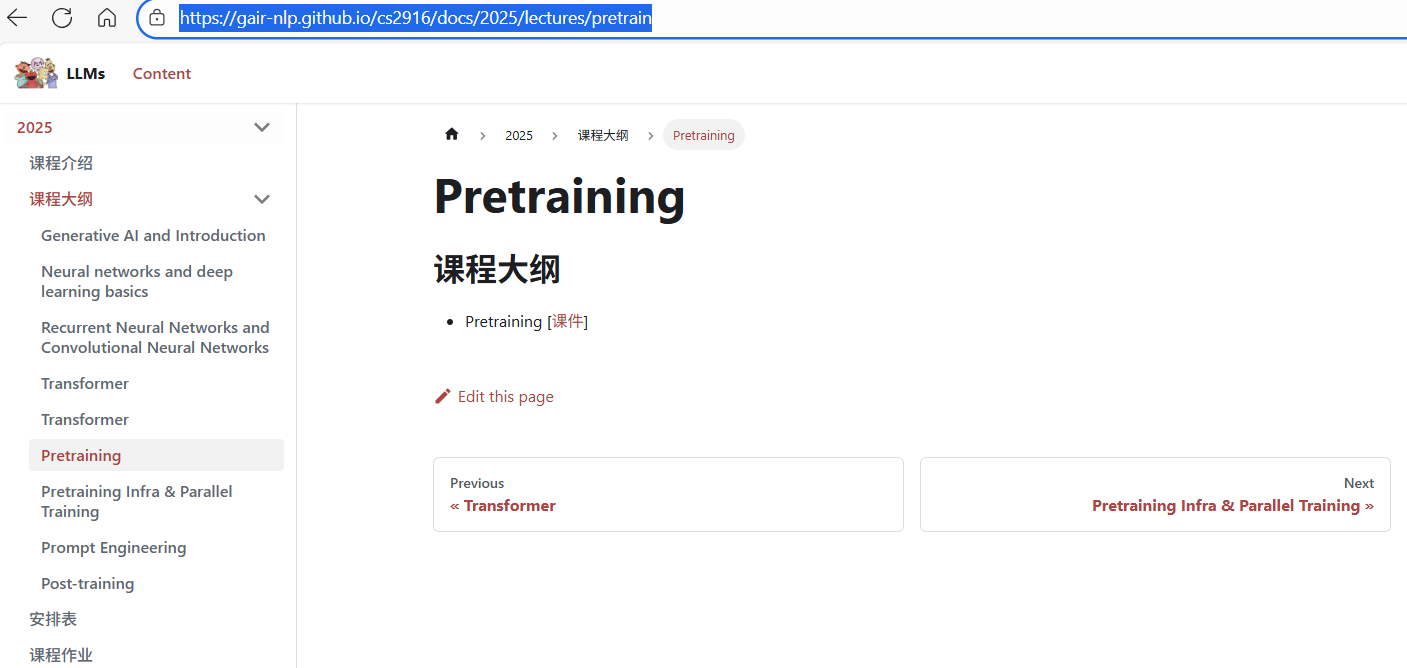 https://gair-nlp.github.io/cs2916/docs/2025/lectures/pretrain
LLMs
Content
2025
课程介绍
课程大纲
Generative AI and Introduction
Neural networks and deep
learning basics
Recurrent Neural Networks and
Convolutional Neural Networks
Transformer
Transformer
Pretraining
Pretraining Infra & Parallel
Training
Prompt Engineering
Post-training
安排表
课程作业
2025
课程大纲
Pretraining
Pretraining
课程大纲
Pretraining [课件]
Edit this page
Previous
« Transformer
Next
Pretraining Infra & Parallel Training »